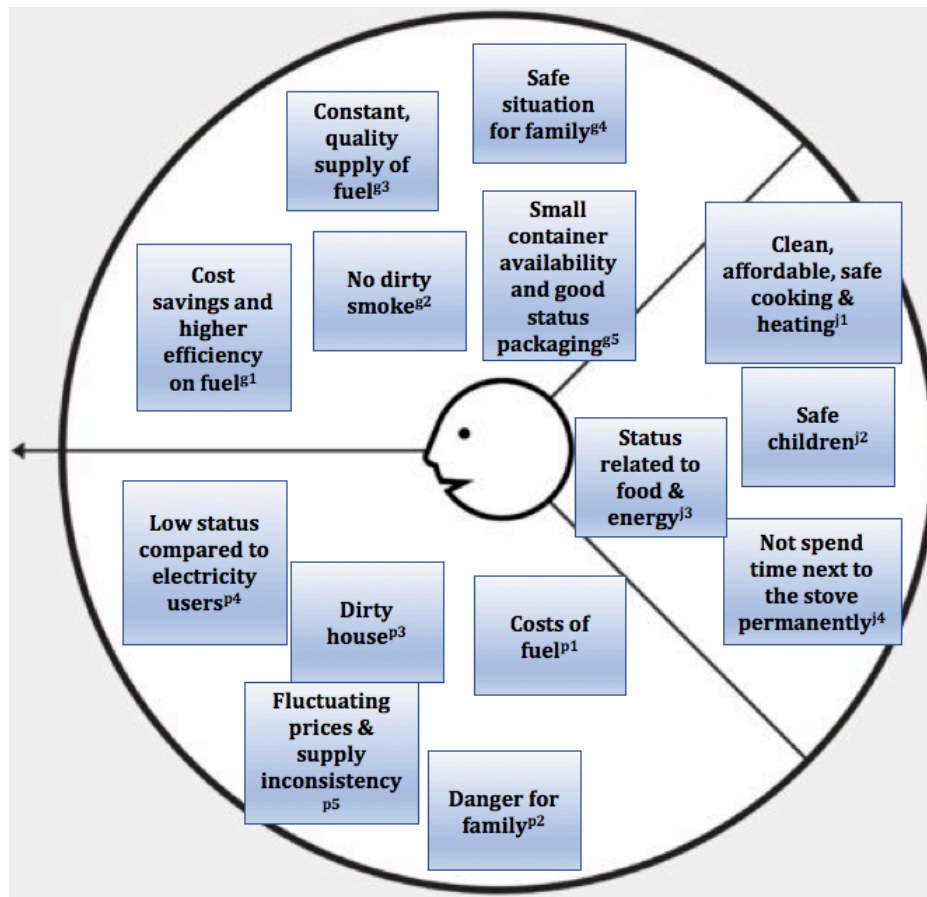 Safe
situation
for family^g4
Constant,
quality
supply of
fuel^g3
Small
container
availability
and good
status
packaging^g5
Clean,
affordable, safe
cooking &
heating^j1
No dirty
smoke^g2
Cost
savings and
higher
efficiency
on fuel^g1
Safe
children^j2
Status
related to
food &
energy^j3
Low status
compared to
electricity
users^p4
Not spend
time next to
the stove
permanently^j4
Dirty
house^p3
Costs of
fuel^p1
Fluctuating
prices &
supply
inconsistency
p5
Danger for
family^p2